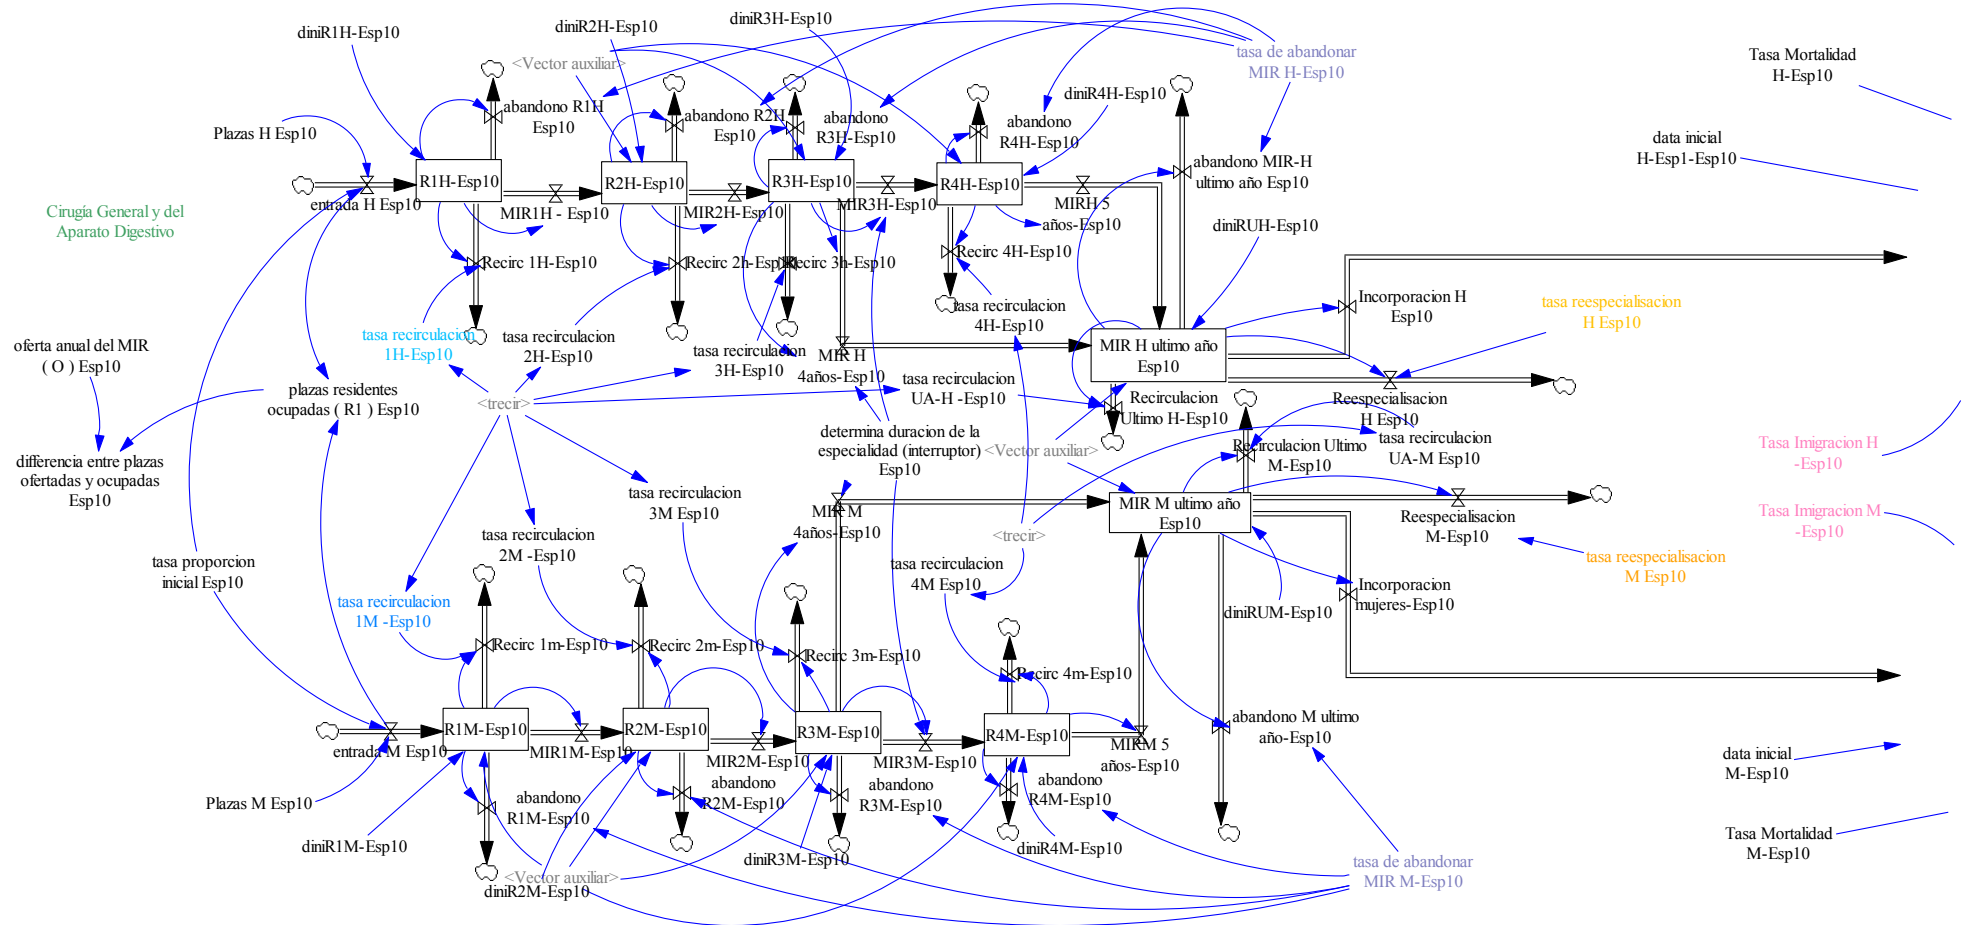 diniR1H-Esp10
diniR2H-Esp10
diniR3H-Esp10
<Vector auxiliar>
tasa de abandonar
MIR H-Esp10
Tasa Mortalidad
H-Esp10
Plazas H Esp10
abandono R1H
Esp10
abandono R2H
Esp10
abandono
R3H-Esp10
diniR4H-Esp10
abandono
R4H-Esp10
data inicial
H-Esp1-Esp10
abandono MIR-H
ultimo año Esp10
R1H-Esp10
R2H-Esp10
R3H-Esp10
R4H-Esp10
entrada H Esp10
MIR1H - Esp10
MIR2H-Esp10
MIR3H-Esp10
MIRH 5
años-Esp10
Cirugía General y del
Aparato Digestivo
diniRUH-Esp10
Recirc 1H-Esp10
Recirc 2h-Esp10
Recirc 3h-Esp10
Recirc 4H-Esp10
tasa recirculacion
1H-Esp10
tasa recirculacion
2H-Esp10
tasa recirculacion
3H-Esp10
tasa recirculacion
4H-Esp10
Incorporacion H
Esp10
tasa reespecialisacion
H Esp10
oferta anual del MIR
( O ) Esp10
MIR H
4años-Esp10
MIR H ultimo año
Esp10
plazas residentes
ocupadas ( R1 ) Esp10
<trecir>
tasa recirculacion
UA-H -Esp10
Recirculacion
Ultimo H-Esp10
Reespecialisacion
H Esp10
determina duracion de la
especialidad (interruptor)
Esp10
<Vector auxiliar>
Recirculacion Ultimo
M-Esp10
tasa recirculacion
UA-M Esp10
Tasa Imigracion H
-Esp10
differencia entre plazas
ofertadas y ocupadas
Esp10
tasa recirculacion
3M Esp10
MIR M
4años-Esp10
MIR M ultimo año
Esp10
Reespecialisacion
M-Esp10
Tasa Imigracion M
-Esp10
tasa recirculacion
2M -Esp10
<trecir>
tasa reespecialisacion
M Esp10
tasa proporcion
inicial Esp10
tasa recirculacion
4M Esp10
tasa recirculacion
1M -Esp10
diniRUM-Esp10
Incorporacion
mujeres-Esp10
Recirc 1m-Esp10
Recirc 2m-Esp10
Recirc 3m-Esp10
Recirc 4m-Esp10
R1M-Esp10
R2M-Esp10
R3M-Esp10
R4M-Esp10
entrada M Esp10
MIR1M-Esp10
MIR2M-Esp10
MIR3M-Esp10
MIRM 5
años-Esp10
abandono M ultimo
año-Esp10
data inicial
M-Esp10
Plazas M Esp10
abandono
R1M-Esp10
abandono
R2M-Esp10
abandono
R3M-Esp10
abandono
R4M-Esp10
diniR1M-Esp10
diniR3M-Esp10
diniR4M-Esp10
Tasa Mortalidad
M-Esp10
<Vector auxiliar>
diniR2M-Esp10
tasa de abandonar
MIR M-Esp10